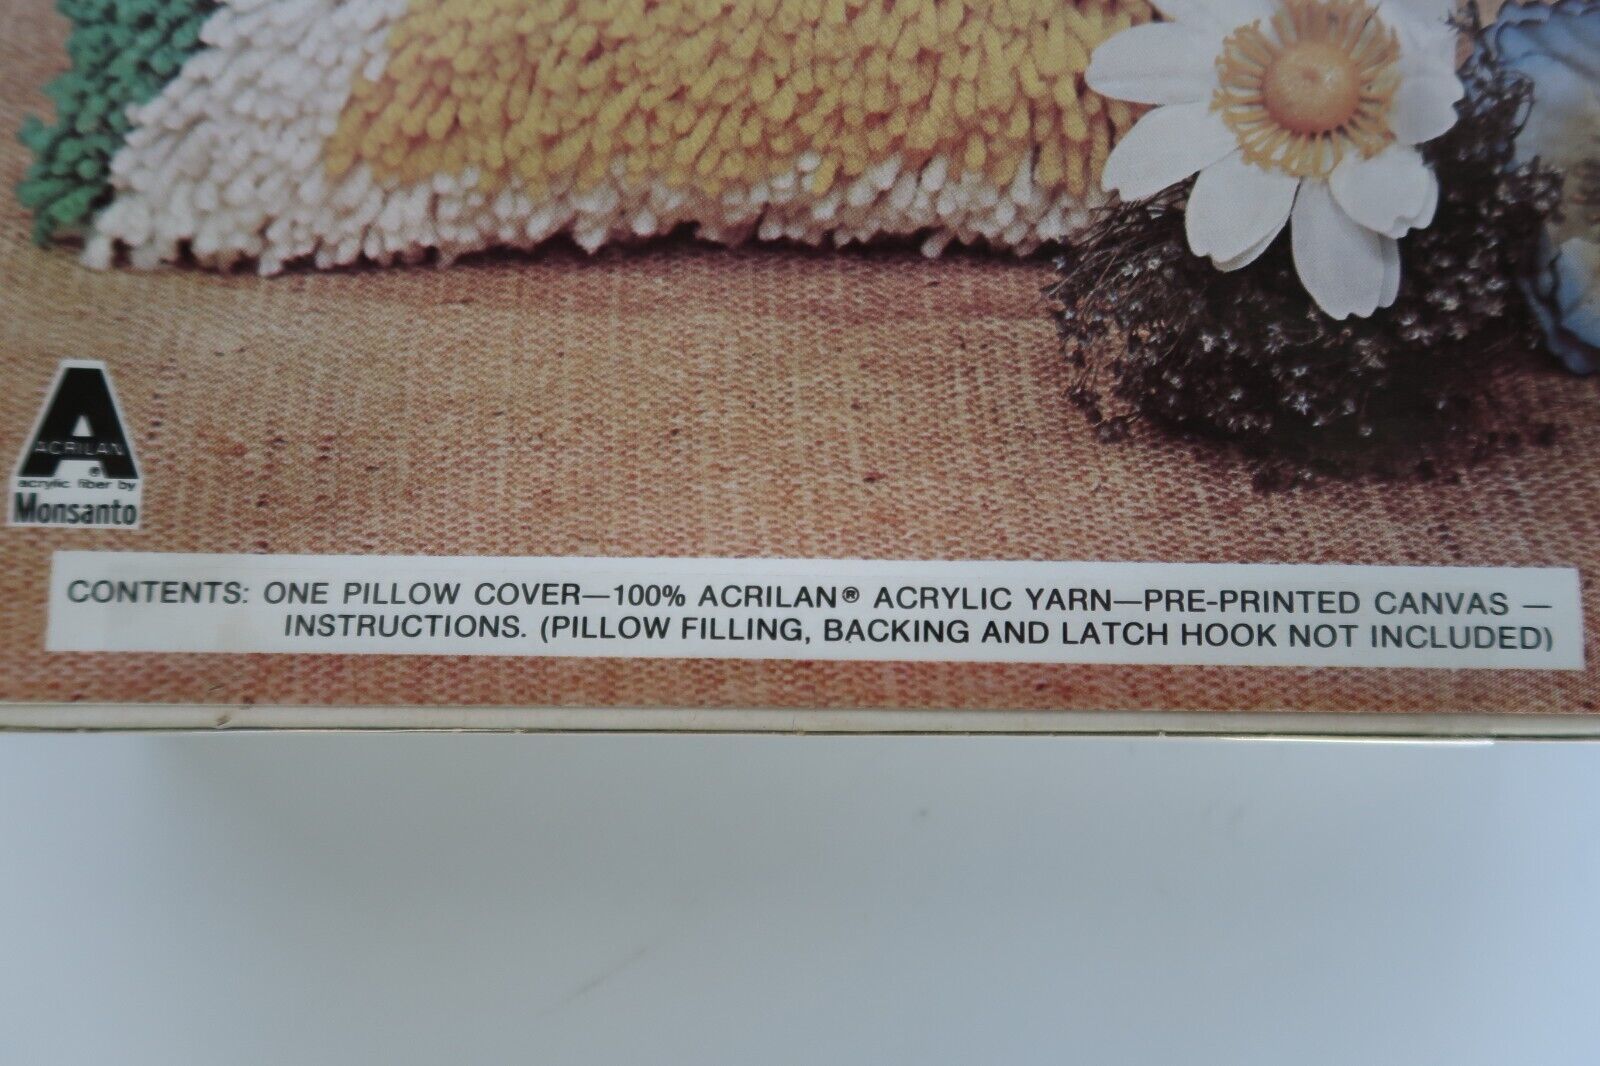 ACRILAN
®
acrylic fiber by
Monsanto
CONTENTS: ONE PILLOW COVER—100% ACRILAN® ACRYLIC YARN—PRE-PRINTED CANVAS —
INSTRUCTIONS. (PILLOW FILLING, BACKING AND LATCH HOOK NOT INCLUDED)